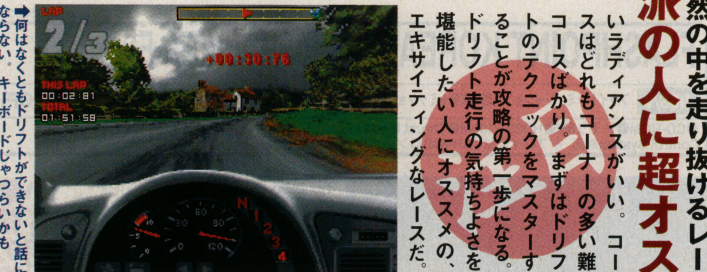 然の中を走り抜けるレー
派の人に超オス
いラディアンスがいい。コー
スはどれもコーナーの多い難
コースばかり。まずはドリフ
トのテクニックをマスターす
ることが攻略の第一歩になる。
ドリフト走行の気持ちよさを
堪能したい人にオススメの、
エキサイティングなレースだ。
LAP
2/3
+00:30:76
THIS LAP
00:02:81
TOTAL
01:51:58
30
60
90
120
N
1
2
3
4
➡何はなくともドリフトができないと話に
ならない。キーボードじゃつらいかも